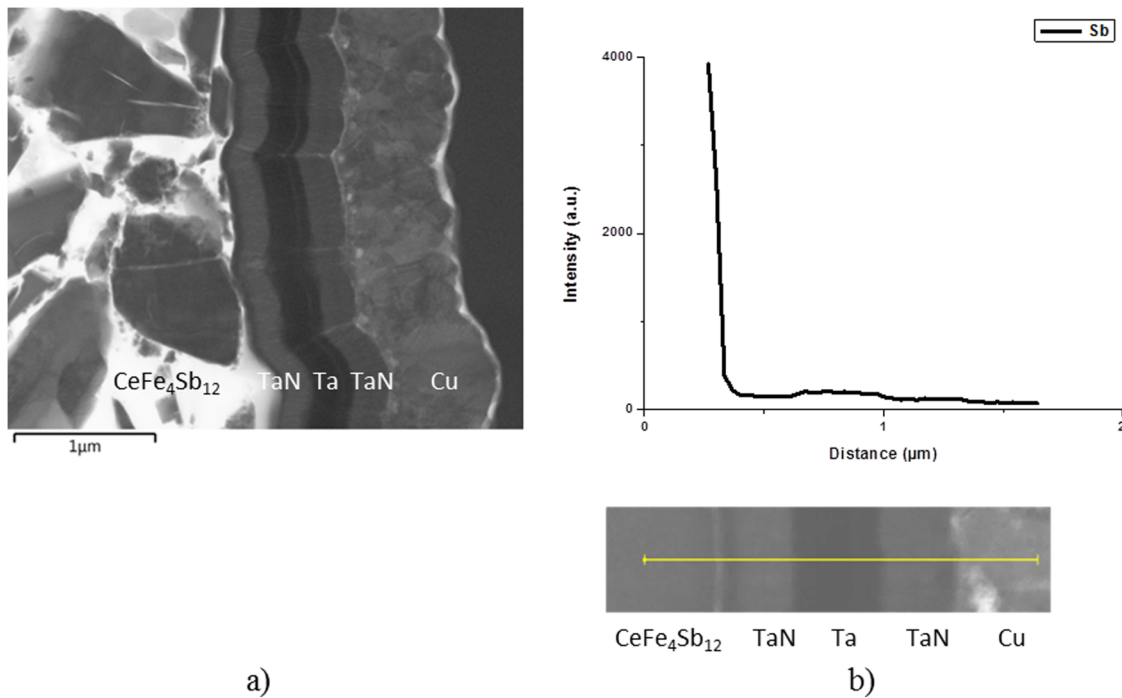 CeFe₄Sb₁₂ TaN Ta TaN Cu
1μm
a)
Sb
4000
2000
0
Intensity (a.u.)
0 1 2
Distance (μm)
CeFe₄Sb₁₂ TaN Ta TaN Cu
b)